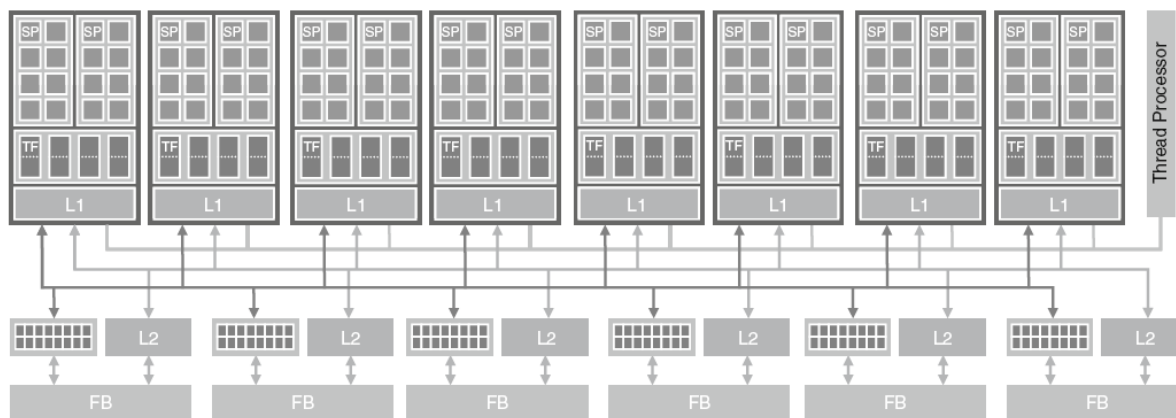 SP SP SP SP SP SP SP SP SP SP SP SP SP SP SP SP
TF TF TF TF TF TF TF TF
L1 L1 L1 L1 L1 L1 L1 L1
Thread Processor
L2 L2 L2 L2 L2 L2
FB FB FB FB FB FB